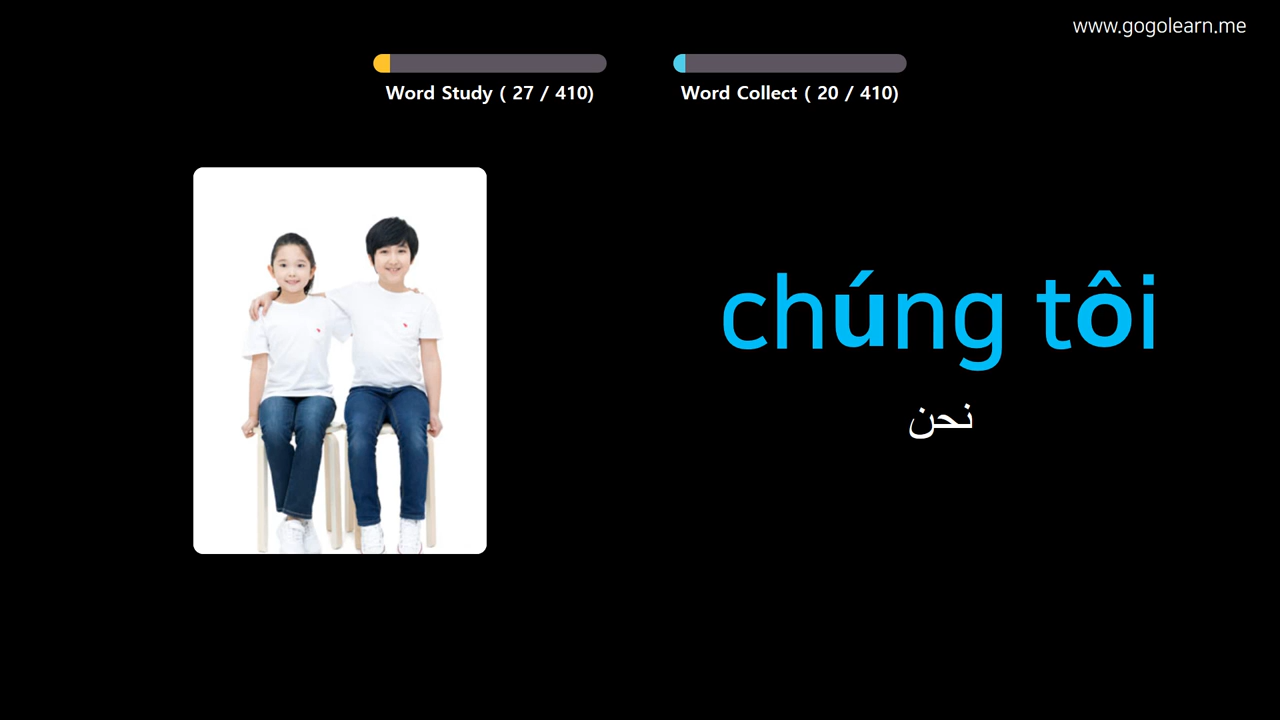 www.gogolearn.me
Word Study ( 27 / 410)
Word Collect ( 20 / 410)
chúng tôi
نحن